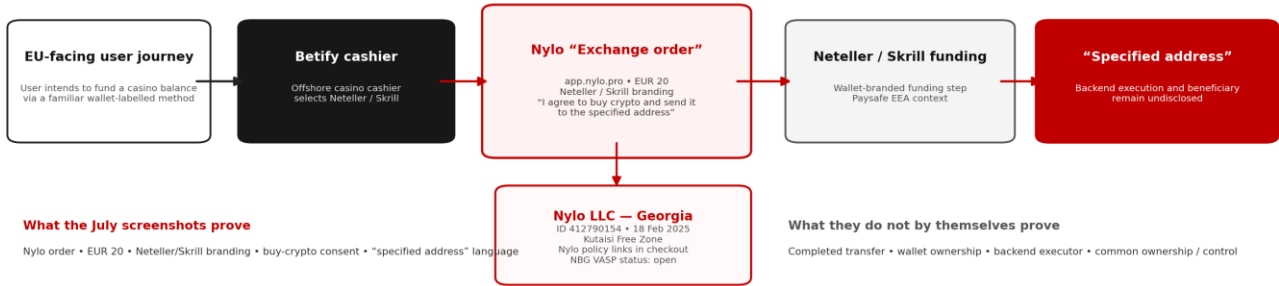 EU-facing user journey
User intends to fund a casino balance
via a familiar wallet-labelled method
Betify cashier
Offshore casino cashier
selects Neteller / Skrill
Nylo “Exchange order”
app.nylo.pro • EUR 20
Neteller / Skrill branding
“I agree to buy crypto and send it
to the specified address”
Neteller / Skrill funding
Wallet-branded funding step
Paysafe EEA context
“Specified address”
Backend execution and beneficiary
remain undisclosed
What the July screenshots prove
Nylo order • EUR 20 • Neteller/Skrill branding • buy-crypto consent • “specified address” language
Nylo LLC — Georgia
ID 412790154 • 18 Feb 2025
Kutaisi Free Zone
Nylo policy links in checkout
NBG VASP status: open
What they do not by themselves prove
Completed transfer • wallet ownership • backend executor • common ownership / control